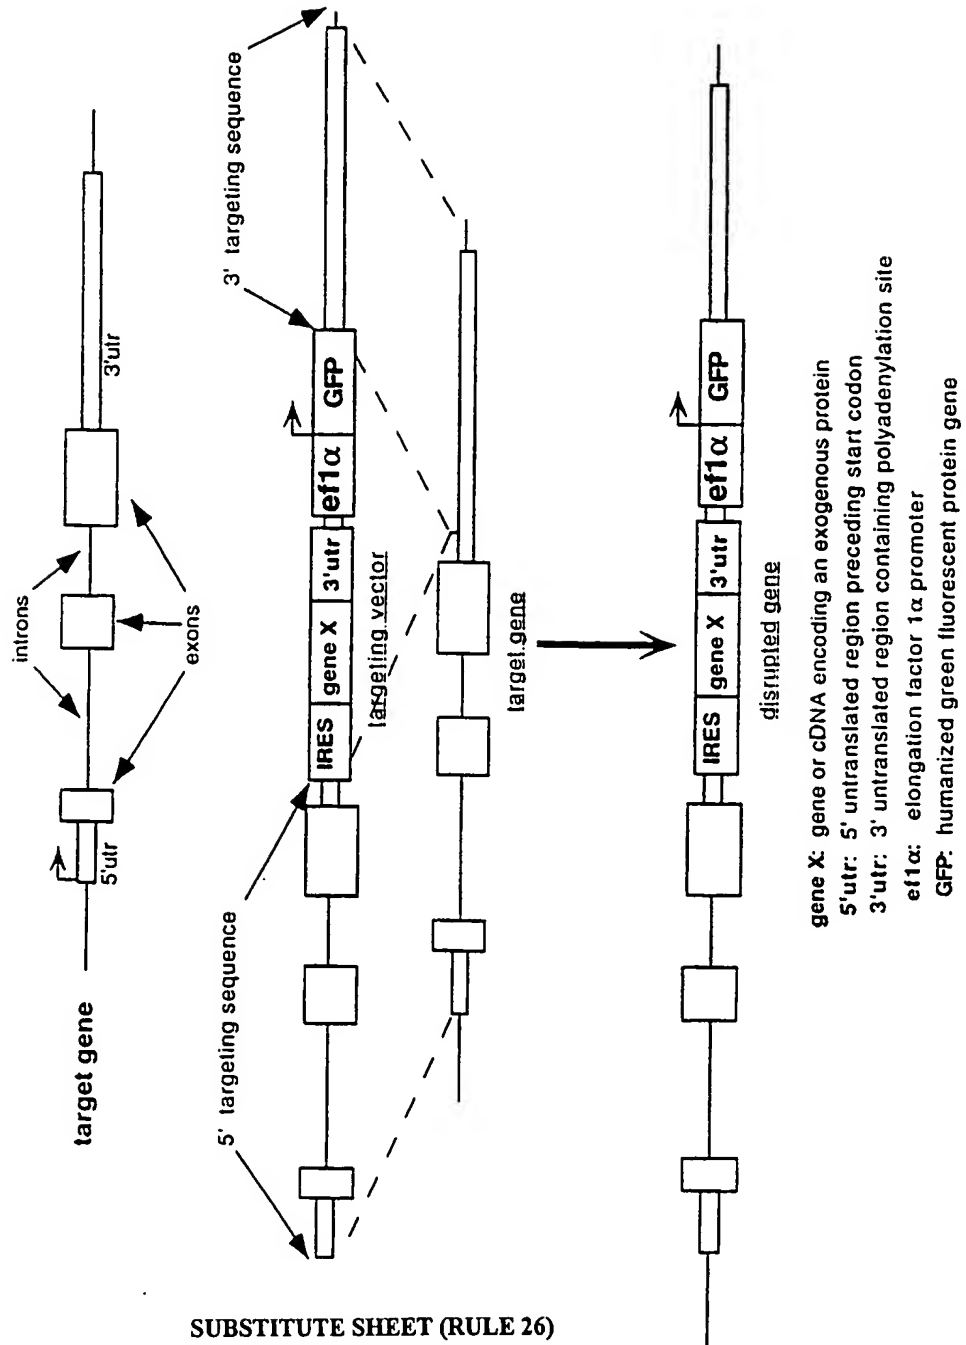 target gene
introns
exons
5'utr
3'utr
5' targeting sequence
3' targeting sequence
IRES
gene X
3'utr
ef1α
GFP
targeting vector
target gene
IRES
gene X
3'utr
ef1α
GFP
disrupted gene
gene X: gene or cDNA encoding an exogenous protein
5'utr: 5' untranslated region preceding start codon
3'utr: 3' untranslated region containing polyadenylation site
ef1α: elongation factor 1α promoter
GFP: humanized green fluorescent protein gene
SUBSTITUTE SHEET (RULE 26)